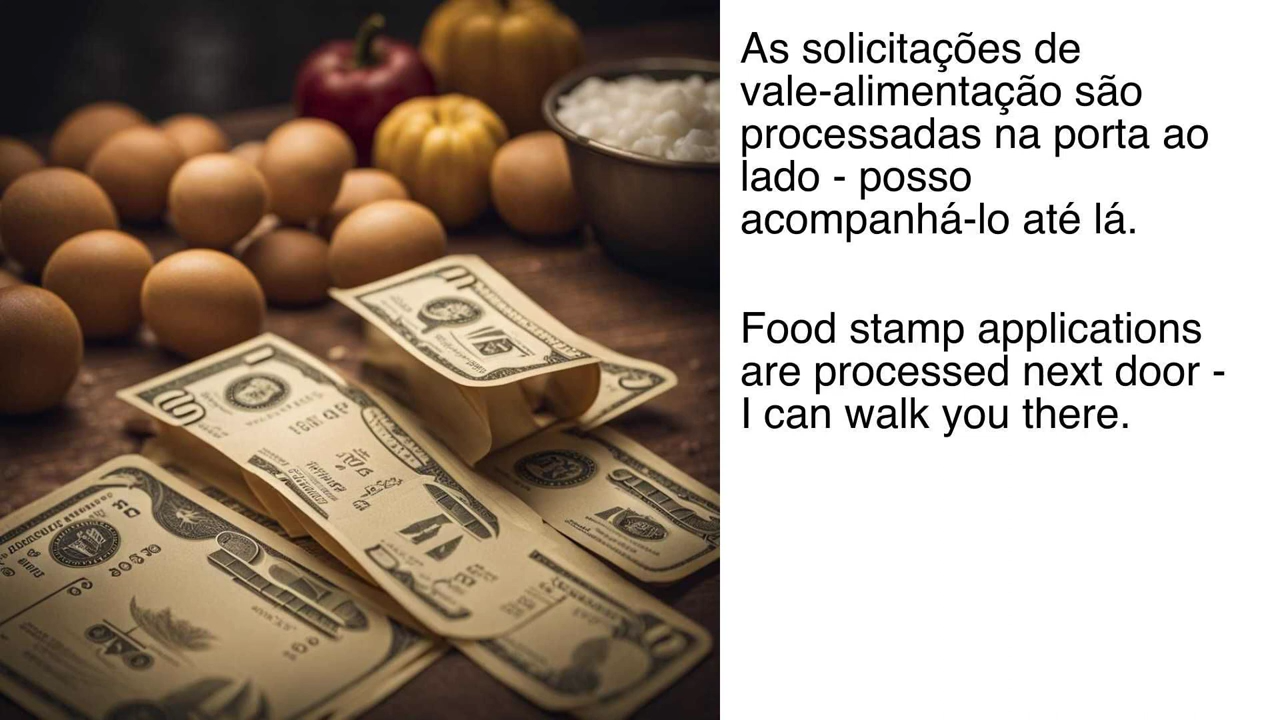 As solicitações de
vale-alimentação são
processadas na porta ao
lado - posso
acompanhá-lo até lá.
Food stamp applications
are processed next door -
I can walk you there.